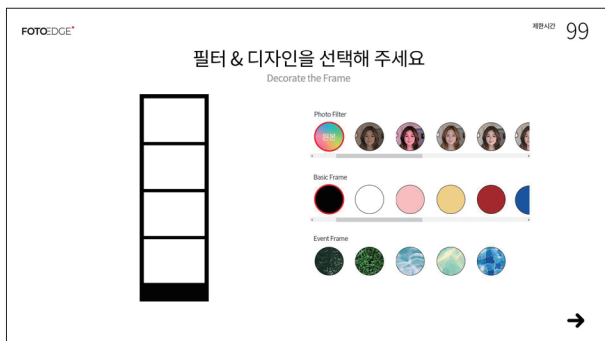 FOTOEDGE*
제한시간 99
필터 & 디자인을 선택해 주세요
Decorate the Frame
Photo Filter
원본
Basic Frame
Event Frame